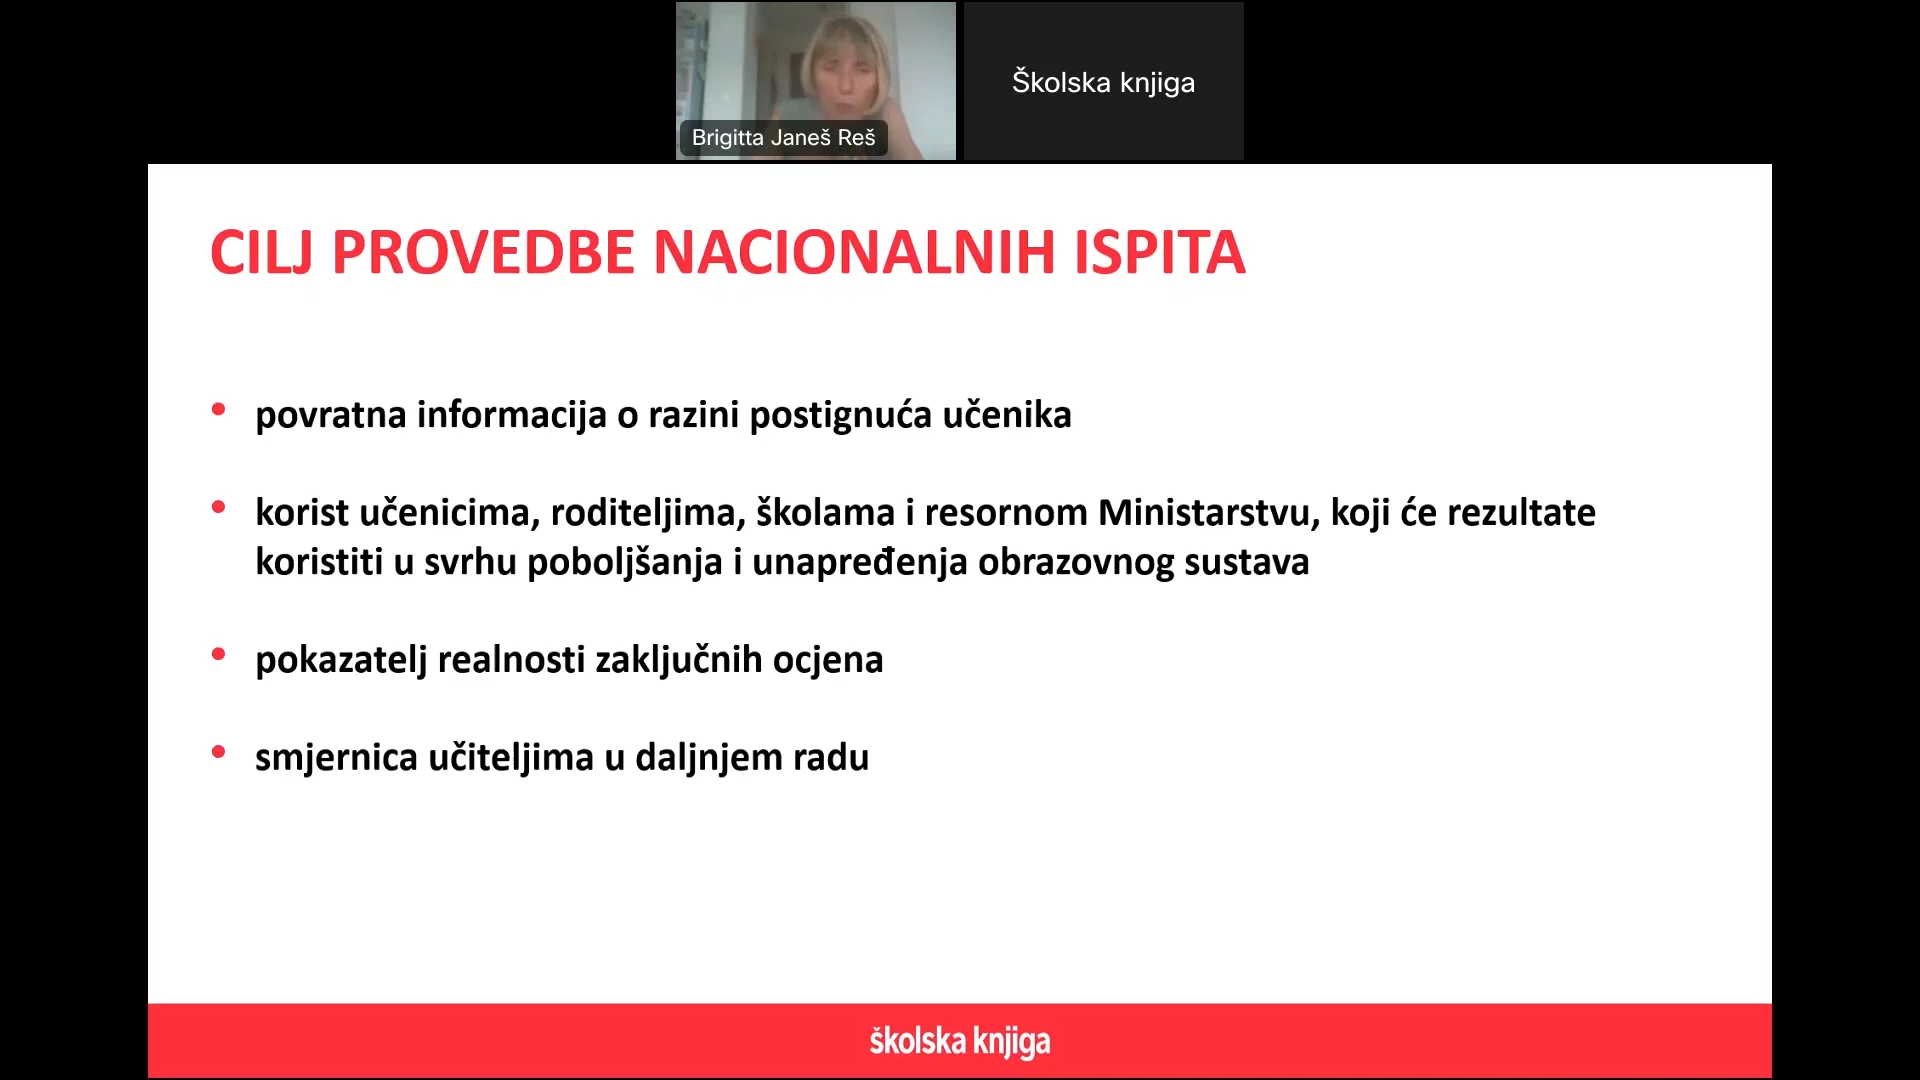 Brigitta Janeš Reš
Školska knjiga
CILJ PROVEDBE NACIONALNIH ISPITA
• povratna informacija o razini postignuća učenika
• korist učenicima, roditeljima, školama i resornom Ministarstvu, koji će rezultate
koristiti u svrhu poboljšanja i unapređenja obrazovnog sustava
• pokazatelj realnosti zaključnih ocjena
• smjernica učiteljima u daljnjem radu
školska knjiga